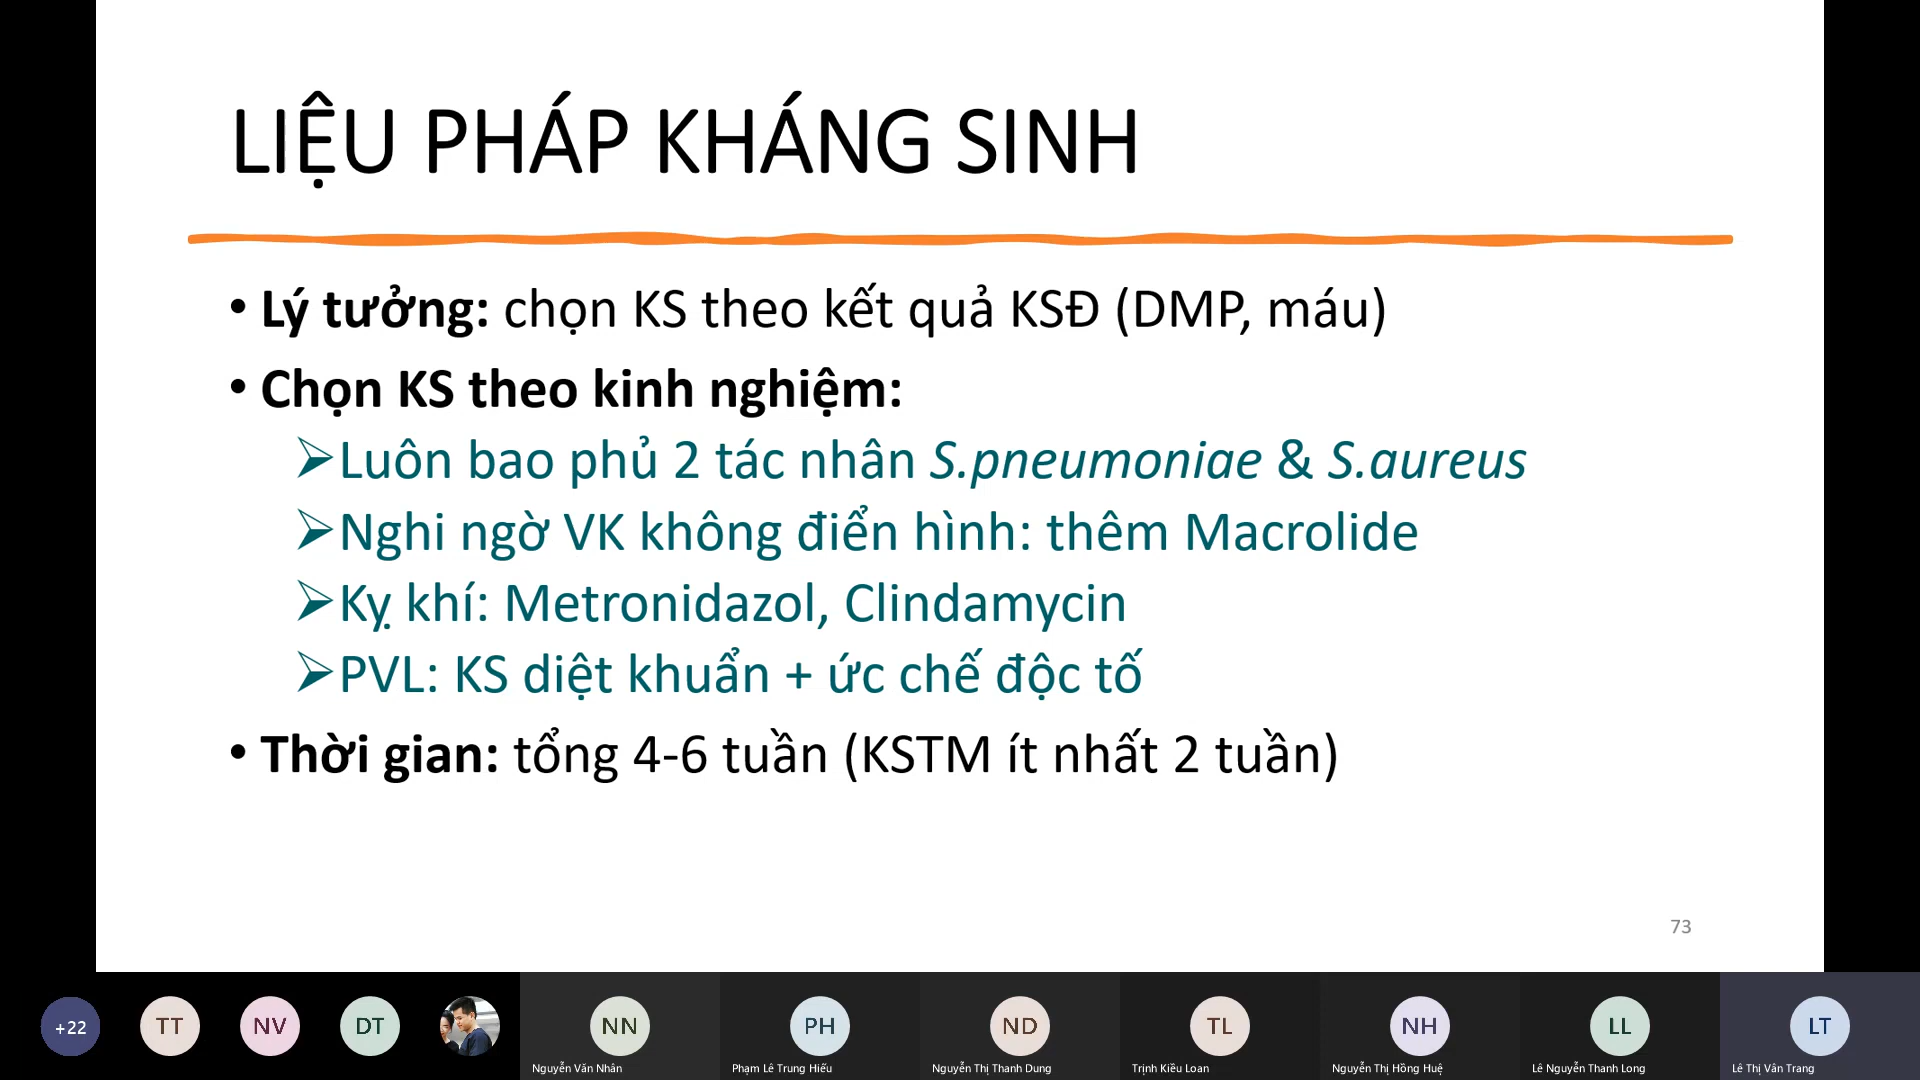 LIỆU PHÁP KHÁNG SINH
• Lý tưởng: chọn KS theo kết quả KSĐ (DMP, máu)
• Chọn KS theo kinh nghiệm:
➢Luôn bao phủ 2 tác nhân S.pneumoniae & S.aureus
➢Nghi ngờ VK không điển hình: thêm Macrolide
➢Kỵ khí: Metronidazol, Clindamycin
➢PVL: KS diệt khuẩn + ức chế độc tố
• Thời gian: tổng 4-6 tuần (KSTM ít nhất 2 tuần)
73
+22 TT NV DT NN PH ND TL NH LL LT
Nguyễn Văn Nhân Phạm Lê Trung Hiếu Nguyễn Thị Thanh Dung Trịnh Kiều Loan Nguyễn Thị Hồng Huệ Lê Nguyễn Thanh Long Lê Thị Vân Trang